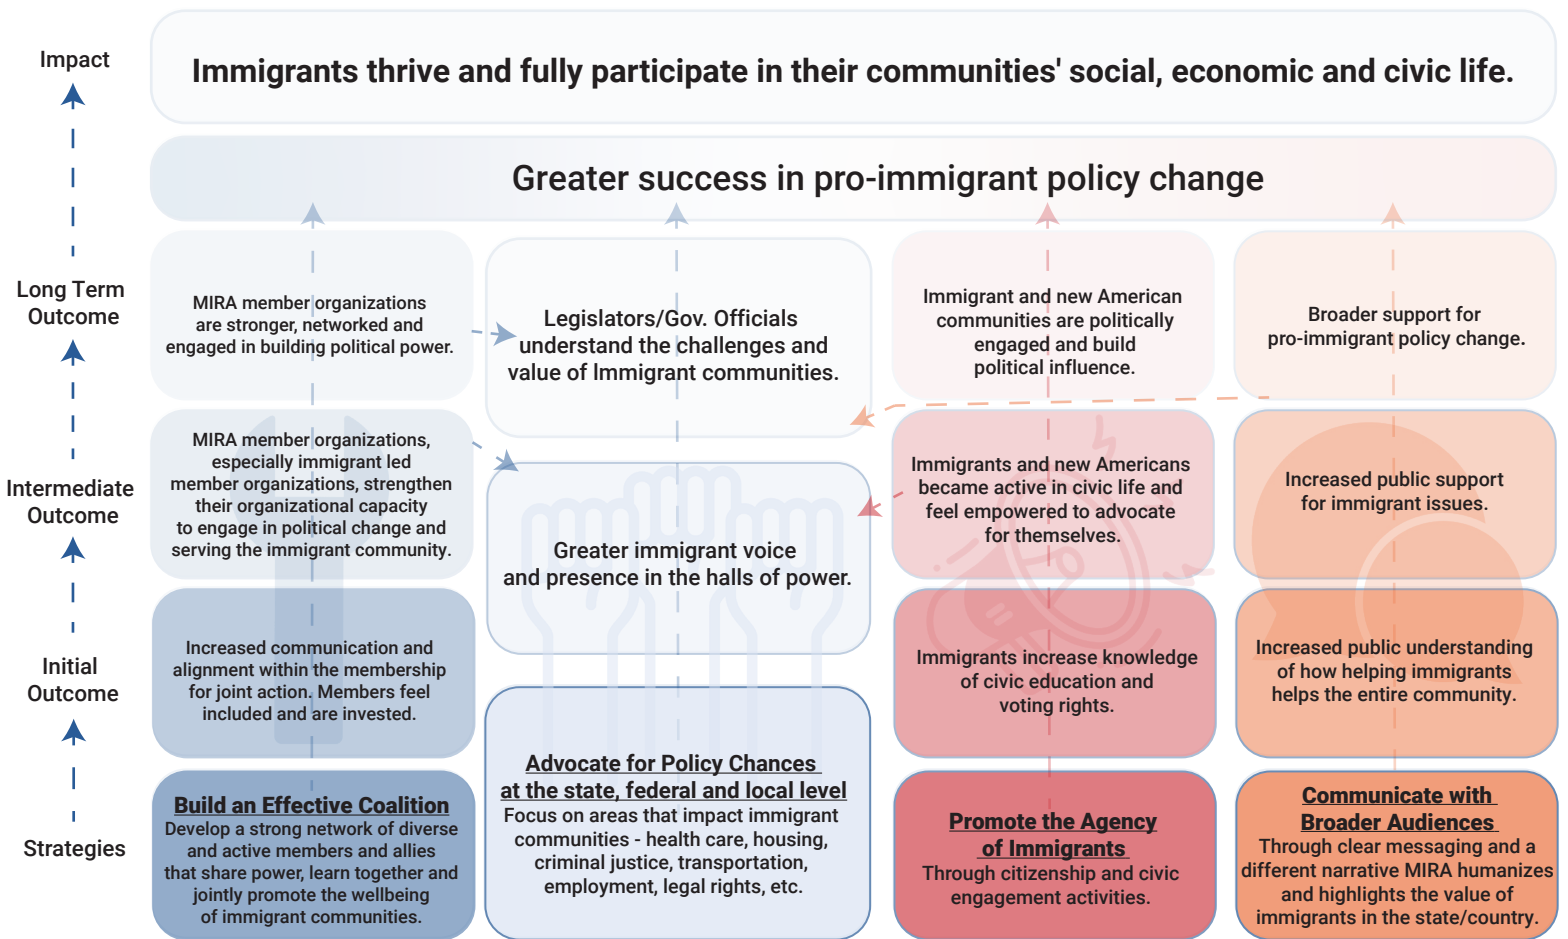 Impact
Immigrants thrive and fully participate in their communities' social, economic and civic life.
Greater success in pro-immigrant policy change
Long Term
Outcome
MIRA member organizations
are stronger, networked and
engaged in building political power.
Legislators/Gov. Officials
understand the challenges and
value of Immigrant communities.
Immigrant and new American
communities are politically
engaged and build
political influence.
Broader support for
pro-immigrant policy change.
Intermediate
Outcome
MIRA member organizations,
especially immigrant led
member organizations, strengthen
their organizational capacity
to engage in political change and
serving the immigrant community.
Greater immigrant voice
and presence in the halls of power.
Immigrants and new Americans
became active in civic life and
feel empowered to advocate
for themselves.
Increased public support
for immigrant issues.
Initial
Outcome
Increased communication and
alignment within the membership
for joint action. Members feel
included and are invested.
Immigrants increase knowledge
of civic education and
voting rights.
Increased public understanding
of how helping immigrants
helps the entire community.
Strategies
Build an Effective Coalition
Develop a strong network of diverse
and active members and allies
that share power, learn together and
jointly promote the wellbeing
of immigrant communities.
Advocate for Policy Chances
at the state, federal and local level
Focus on areas that impact immigrant
communities - health care, housing,
criminal justice, transportation,
employment, legal rights, etc.
Promote the Agency
of Immigrants
Through citizenship and civic
engagement activities.
Communicate with
Broader Audiences
Through clear messaging and a
different narrative MIRA humanizes
and highlights the value of
immigrants in the state/country.